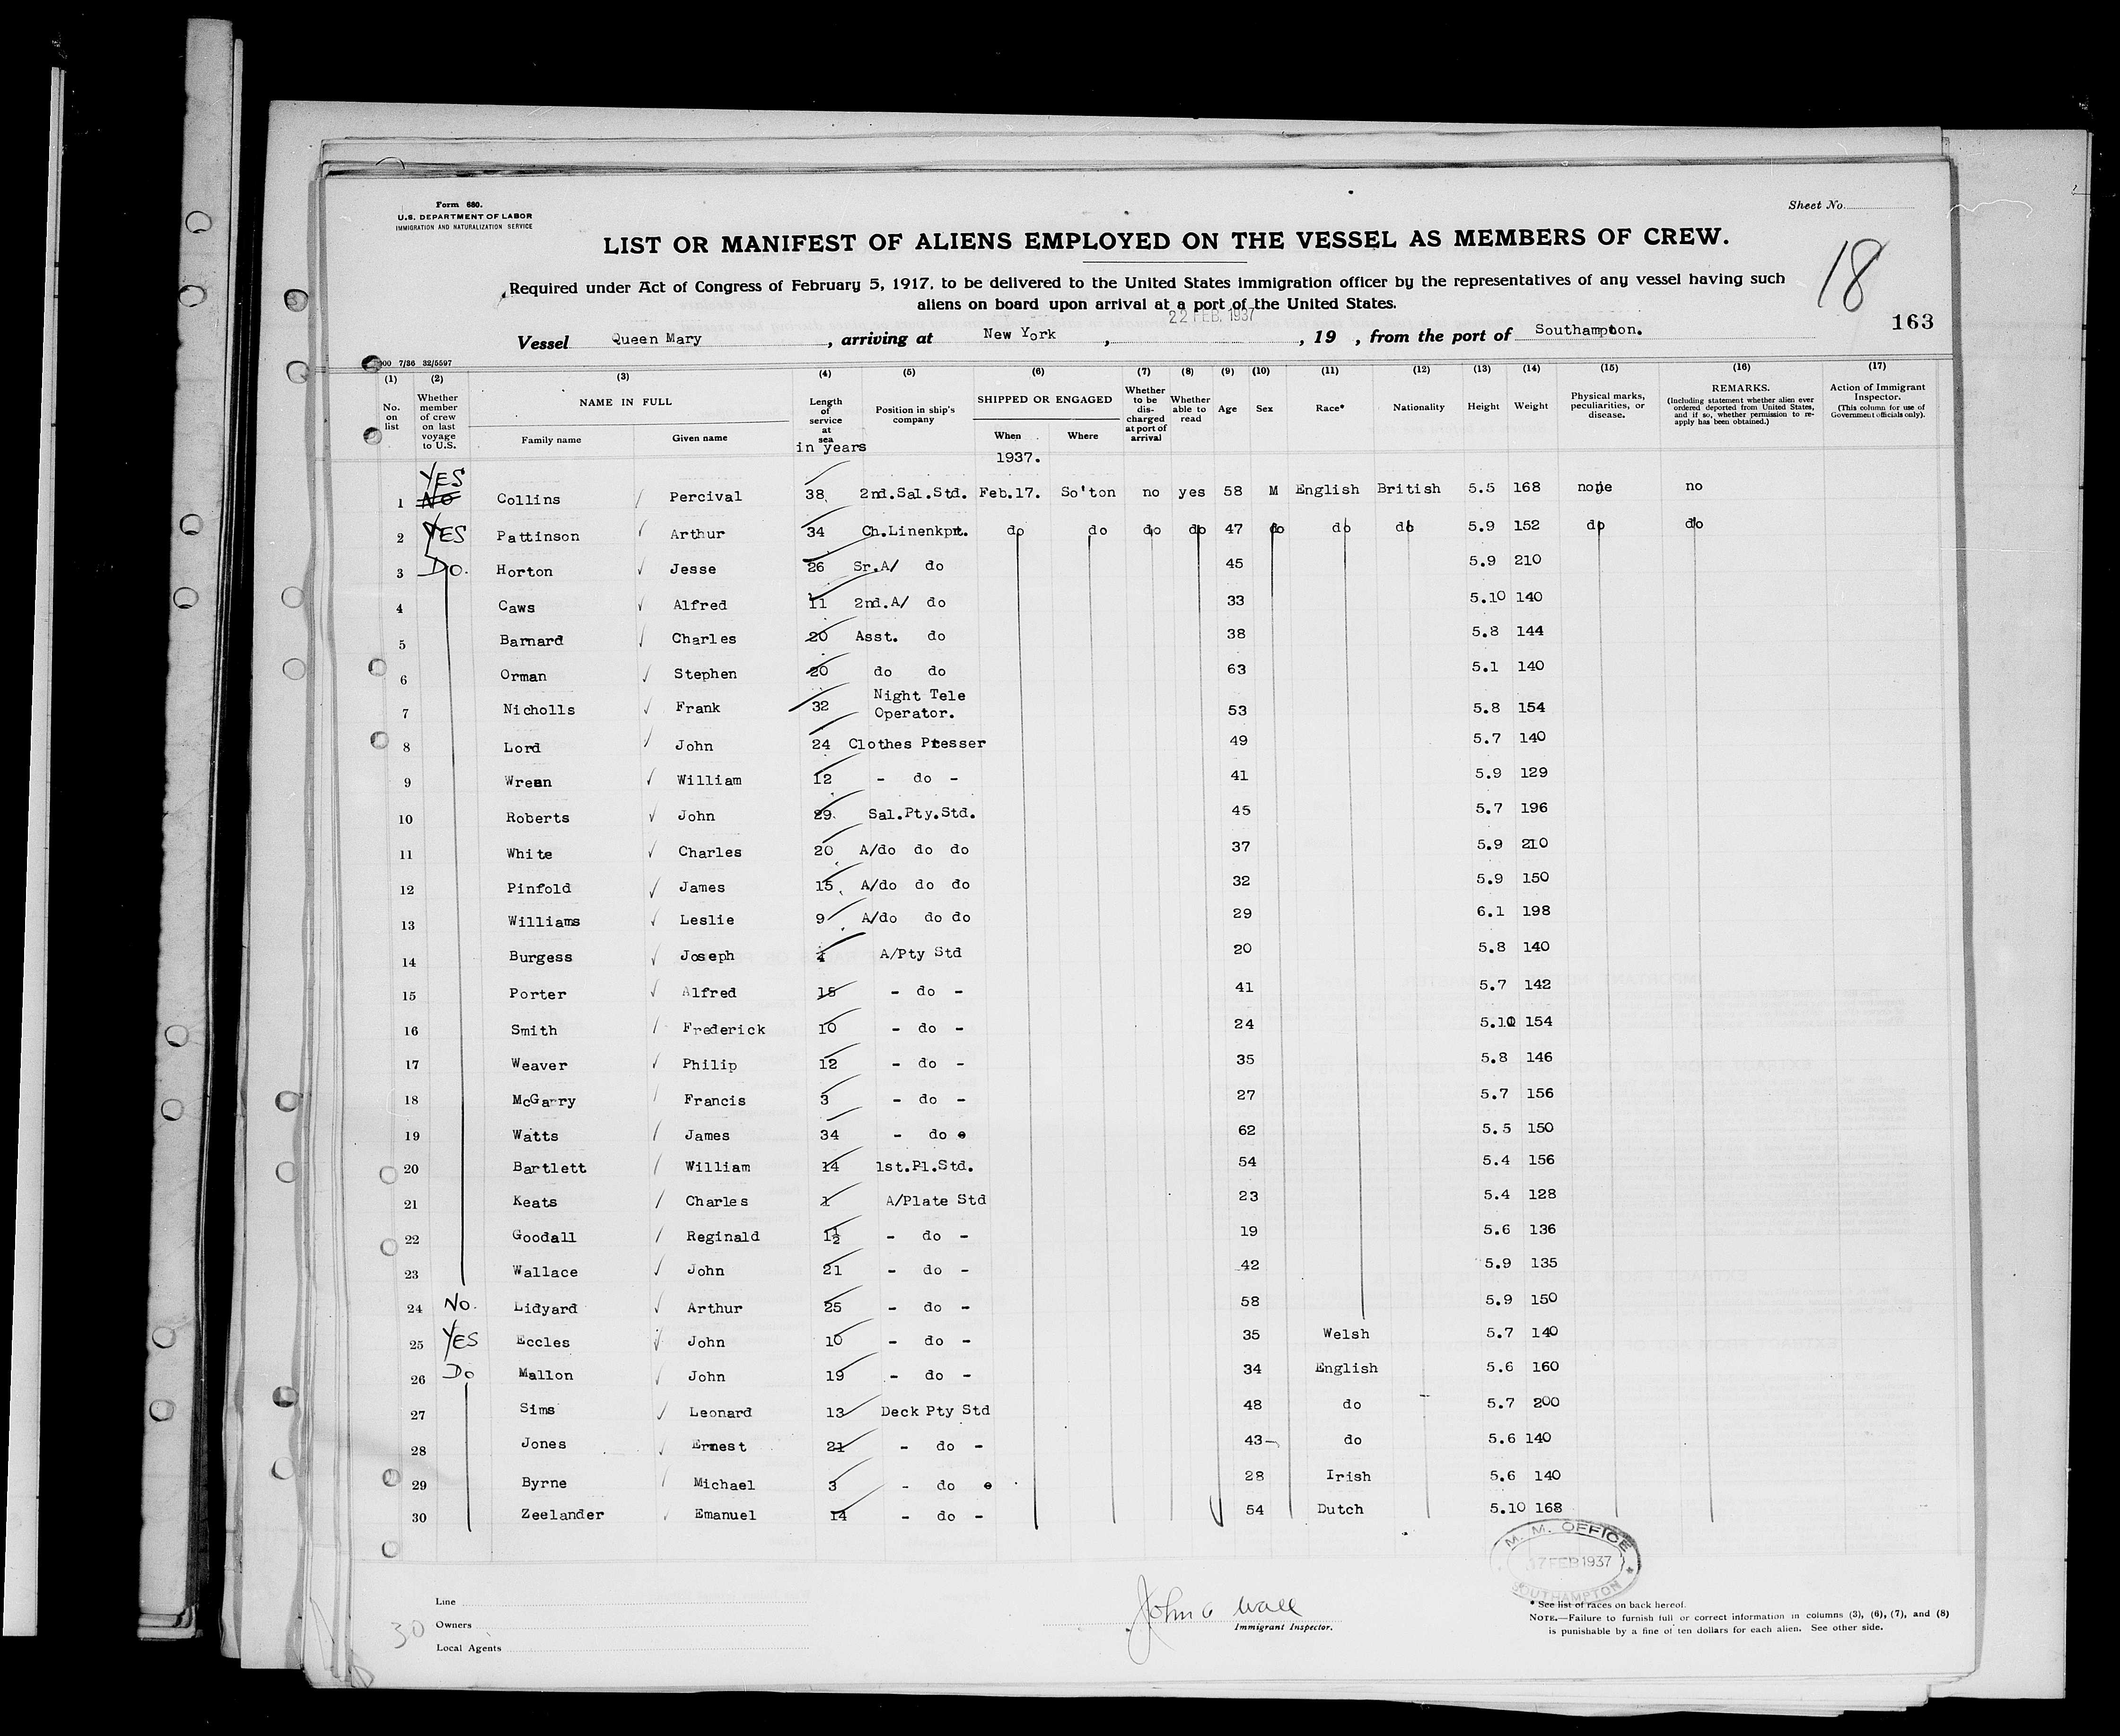 Form 680.
U.S. DEPARTMENT OF LABOR
IMMIGRATION AND NATURALIZATION SERVICE
Sheet No.
LIST OR MANIFEST OF ALIENS EMPLOYED ON THE VESSEL AS MEMBERS OF CREW.
18
Required under Act of Congress of February 5, 1917, to be delivered to the United States immigration officer by the representatives of any vessel having such
aliens on board upon arrival at a port of the United States.
22 FEB. 1937
163
Vessel Queen Mary, arriving at New York, , 19 , from the port of Southampton.
7/36 32/5597
(1) (2) (3) (4) (5) (6) (7) (8) (9) (10) (11) (12) (13) (14) (15) (16) (17)
No. on list
Whether member of crew on last voyage to U.S.
NAME IN FULL
Family name Given name
Length of service at sea in years
Position in ship's company
SHIPPED OR ENGAGED
When Where
1937.
Whether to be discharged at port of arrival
Whether able to read
Age Sex Race* Nationality Height Weight
Physical marks, peculiarities, or disease.
REMARKS.
(Including statement whether alien ever ordered deported from United States, and if so, whether permission to reapply has been obtained.)
Action of Immigrant Inspector.
(This column for use of Government officials only).
YES
1 No Collins Percival 38 2nd.Sal.Std. Feb.17. So'ton no yes 58 M English British 5.5 168 none no
2 YES Pattinson Arthur 34 Ch.Linenkpr. do do do do 47 do do do 5.9 152 do do
3 Do. Horton Jesse 26 Sr.A/ do 45 5.9 210
4 Caws Alfred 11 2nd.A/ do 33 5.10 140
5 Barnard Charles 20 Asst. do 38 5.8 144
6 Orman Stephen 20 do do 63 5.1 140
7 Nicholls Frank 32 Night Tele Operator. 53 5.8 154
8 Lord John 24 Clothes Presser 49 5.7 140
9 Wrean William 12 - do - 41 5.9 129
10 Roberts John 29 Sal.Pty.Std. 45 5.7 196
11 White Charles 20 A/do do do 37 5.9 210
12 Pinfold James 15 A/do do do 32 5.9 150
13 Williams Leslie 9 A/do do do 29 6.1 198
14 Burgess Joseph 4 A/Pty Std 20 5.8 140
15 Porter Alfred 15 - do - 41 5.7 142
16 Smith Frederick 10 - do - 24 5.10 154
17 Weaver Philip 12 - do - 35 5.8 146
18 McGarry Francis 3 - do - 27 5.7 156
19 Watts James 34 - do 62 5.5 150
20 Bartlett William 14 1st.Pl.Std. 54 5.4 156
21 Keats Charles 1 A/Plate Std 23 5.4 128
22 Goodall Reginald 1½ - do - 19 5.6 136
23 Wallace John 21 - do - 42 5.9 135
24 No. Lidyard Arthur 25 - do - 58 5.9 150
25 YES Eccles John 10 - do - 35 Welsh 5.7 140
26 Do Mallon John 19 - do - 34 English 5.6 160
27 Sims Leonard 13 Deck Pty Std 48 do 5.7 200
28 Jones Ernest 21 - do - 43 do 5.6 140
29 Byrne Michael 3 - do 28 Irish 5.6 140
30 Zeelander Emanuel 14 - do - 54 Dutch 5.10 168
M. M. OFFICE
17 FEB 1937
SOUTHAMPTON
Line
30 Owners
Local Agents
John G Wall
Immigrant Inspector.
* See list of races on back hereof.
NOTE.—Failure to furnish full or correct information in columns (3), (6), (7), and (8)
is punishable by a fine of ten dollars for each alien. See other side.